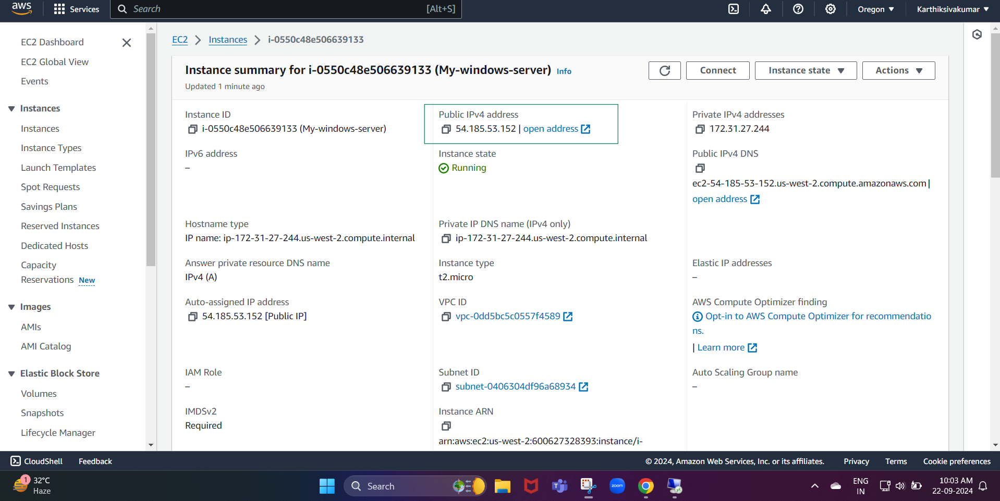 aws
Services
Search
[Alt+S]
Oregon
Karthiksivakumar
EC2 Dashboard
EC2 Global View
Events
Instances
Instances
Instance Types
Launch Templates
Spot Requests
Savings Plans
Reserved Instances
Dedicated Hosts
Capacity
Reservations New
Images
AMIs
AMI Catalog
Elastic Block Store
Volumes
Snapshots
Lifecycle Manager
EC2 > Instances > i-0550c48e506639133
Instance summary for i-0550c48e506639133 (My-windows-server) Info
Updated 1 minute ago
Connect
Instance state
Actions
Instance ID
i-0550c48e506639133 (My-windows-server)
Public IPv4 address
54.185.53.152 | open address
Private IPv4 addresses
172.31.27.244
IPv6 address
–
Instance state
Running
Public IPv4 DNS
ec2-54-185-53-152.us-west-2.compute.amazonaws.com |
open address
Hostname type
IP name: ip-172-31-27-244.us-west-2.compute.internal
Private IP DNS name (IPv4 only)
ip-172-31-27-244.us-west-2.compute.internal
Answer private resource DNS name
IPv4 (A)
Instance type
t2.micro
Elastic IP addresses
–
Auto-assigned IP address
54.185.53.152 [Public IP]
VPC ID
vpc-0dd5bc5c0557f4589
AWS Compute Optimizer finding
Opt-in to AWS Compute Optimizer for recommendatio
ns.
| Learn more
IAM Role
–
Subnet ID
subnet-0406304df96a68934
Auto Scaling Group name
–
IMDSv2
Required
Instance ARN
arn:aws:ec2:us-west-2:600627328393:instance/i-
CloudShell
Feedback
© 2024, Amazon Web Services, Inc. or its affiliates.
Privacy
Terms
Cookie preferences
1
32°C
Haze
Search
zoom
ENG
IN
10:03 AM
22-09-2024